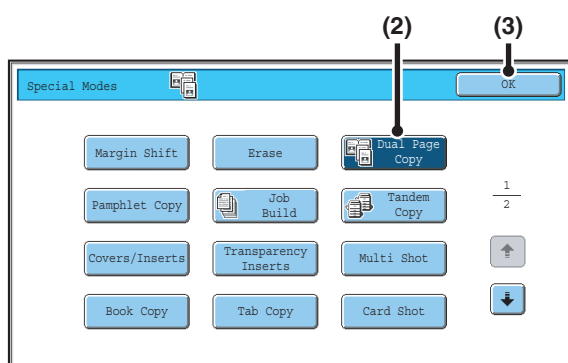 (2) (3)
Special Modes OK
Margin Shift Erase Dual Page
Copy
Pamphlet Copy Job
Build Tandem
Copy
1
2
Covers/Inserts Transparency
Inserts Multi Shot
Book Copy Tab Copy Card Shot